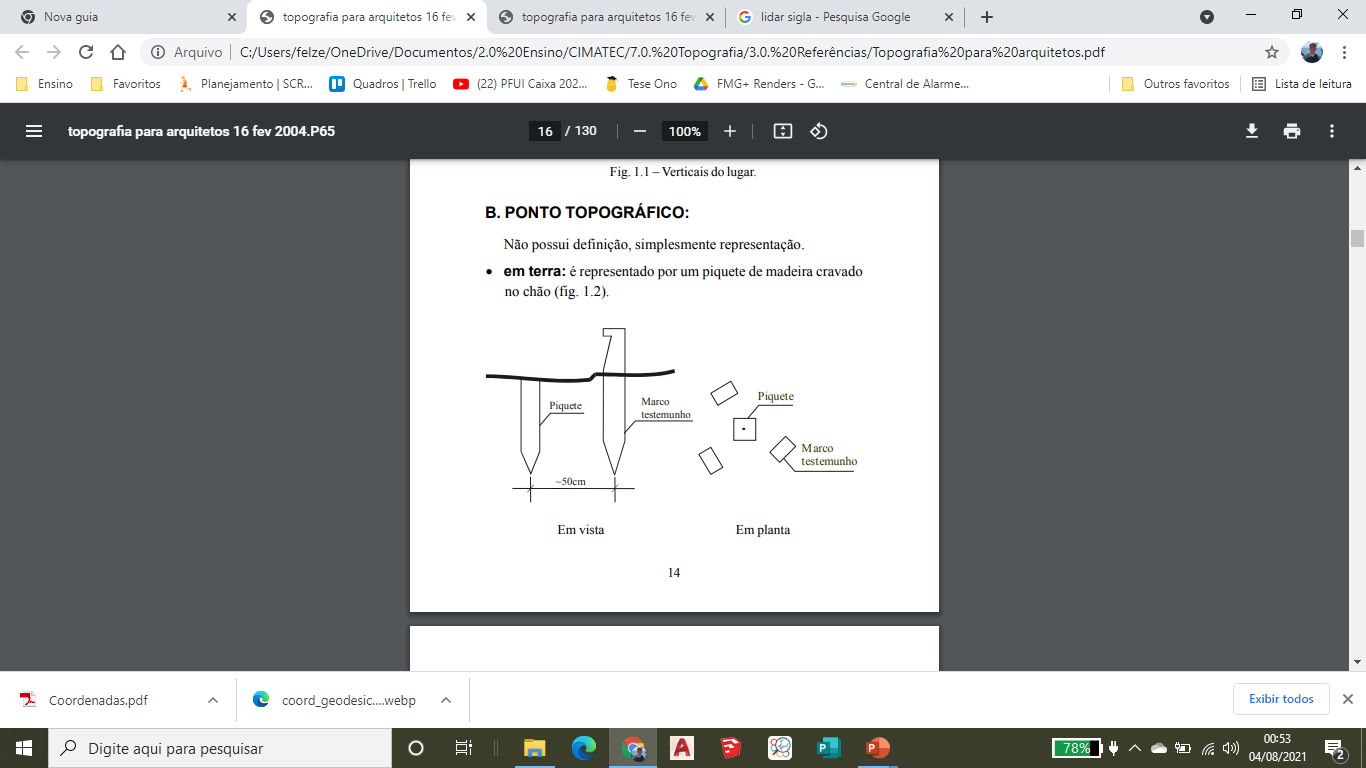 Nova guia
topografia para arquitetos 16 fev
topografia para arquitetos 16 fev
lidar sigla - Pesquisa Google
Arquivo
C:/Users/felze/OneDrive/Documentos/2.0%20Ensino/CIMATEC/7.0.%20Topografia/3.0.%20Referências/Topografia%20para%20arquitetos.pdf
Ensino
Favoritos
Planejamento | SCR...
Quadros | Trello
(22) PFUI Caixa 202...
Tese Ono
FMG+ Renders - G...
Central de Alarme...
Outros favoritos
Lista de leitura
topografia para arquitetos 16 fev 2004.P65
16 / 130
100%
Fig. 1.1 – Verticais do lugar.
B. PONTO TOPOGRÁFICO:
Não possui definição, simplesmente representação.
• em terra: é representado por um piquete de madeira cravado
no chão (fig. 1.2).
Piquete
Marco
testemunho
~50cm
Em vista
Piquete
Marco
testemunho
Em planta
14
Coordenadas.pdf
coord_geodesic....webp
Exibir todos
Digite aqui para pesquisar
78%
00:53
04/08/2021
2